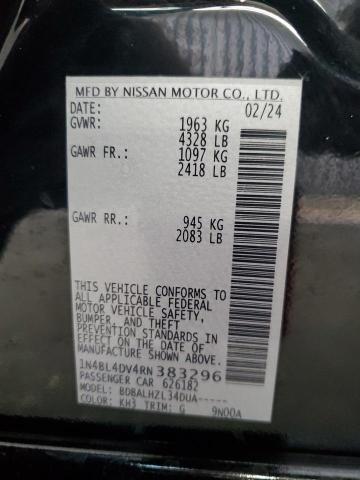 MFD BY NISSAN MOTOR CO., LTD.
DATE: 02/24
GVWR: 1963 KG
4328 LB
GAWR FR.: 1097 KG
2418 LB
GAWR RR.: 945 KG
2083 LB
THIS VEHICLE CONFORMS TO
ALL APPLICABLE FEDERAL
MOTOR VEHICLE SAFETY,
BUMPER, AND THEFT
PREVENTION STANDARDS
IN EFFECT ON THE DATE OF
MANUFACTURE SHOWN ABOVE.
1N4BL4DV4RN383296
PASSENGER CAR 626182
MODEL: BDBALHZL34DUA-----
COLOR: KH3 TRIM: G 9N00A